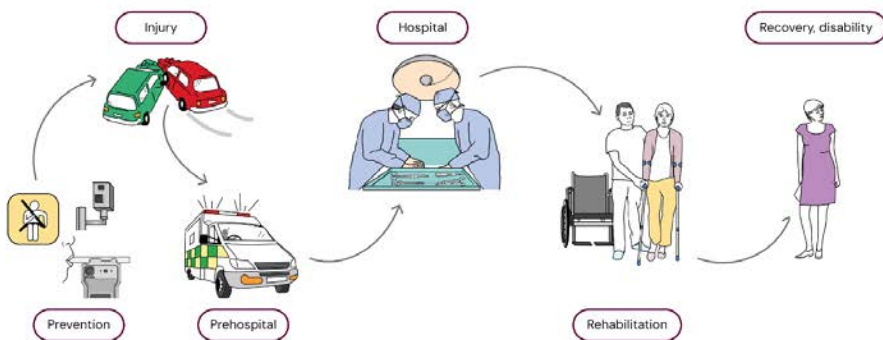 Injury
Hospital
Recovery, disability
Prevention
Prehospital
Rehabilitation